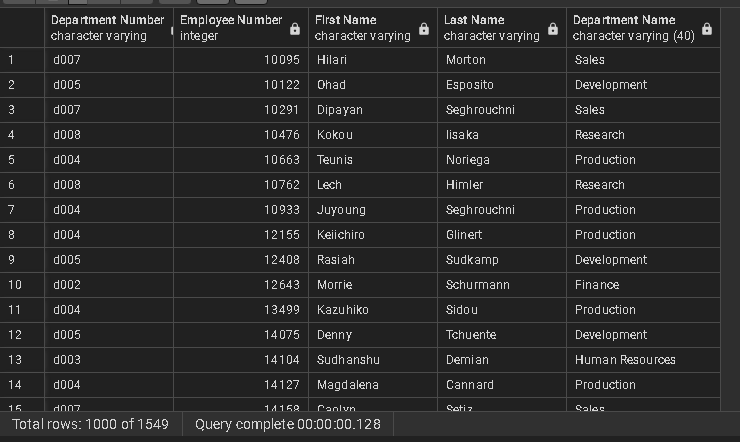 Department Number Employee Number First Name Last Name Department Name
character varying integer character varying character varying character varying (40)
1 d007 10095 Hilari Morton Sales
2 d005 10122 Ohad Esposito Development
3 d007 10291 Dipayan Seghrouchni Sales
4 d008 10476 Kokou Iisaka Research
5 d004 10663 Teunis Noriega Production
6 d008 10762 Lech Himler Research
7 d004 10933 Juyoung Seghrouchni Production
8 d004 12155 Keiichiro Glinert Production
9 d005 12408 Rasiah Sudkamp Development
10 d002 12643 Morrie Schurmann Finance
11 d004 13499 Kazuhiko Sidou Production
12 d005 14075 Denny Tchuente Development
13 d003 14104 Sudhanshu Demian Human Resources
14 d004 14127 Magdalena Cannard Production
15 d007 14158 Caolyn Setiz Sales
Total rows: 1000 of 1549 Query complete 00:00:00.128